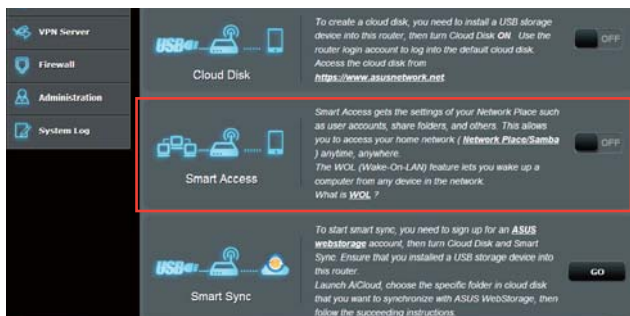 VPN Server
Firewall
Administration
System Log
USB
Cloud Disk
To create a cloud disk, you need to install a USB storage
device into this router, then turn Cloud Disk ON. Use the
router login account to log into the default cloud disk.
Access the cloud disk from
https://www.asusnetwork.net.
OFF
Smart Access
Smart Access gets the settings of your Network Place such
as user accounts, share folders, and others. This allows
you to access your home network ( Network Place/Samba
) anytime, anywhere.
The WOL (Wake-On-LAN) feature lets you wake up a
computer from any device in the network.
What is WOL ?
OFF
USB
Smart Sync
To start smart sync, you need to sign up for an ASUS
webstorage account, then turn Cloud Disk and Smart
Sync. Ensure that you installed a USB storage device into
this router.
Launch AiCloud, choose the specific folder in cloud disk
that you want to synchronize with ASUS WebStorage, then
follow the succeeding instructions.
GO